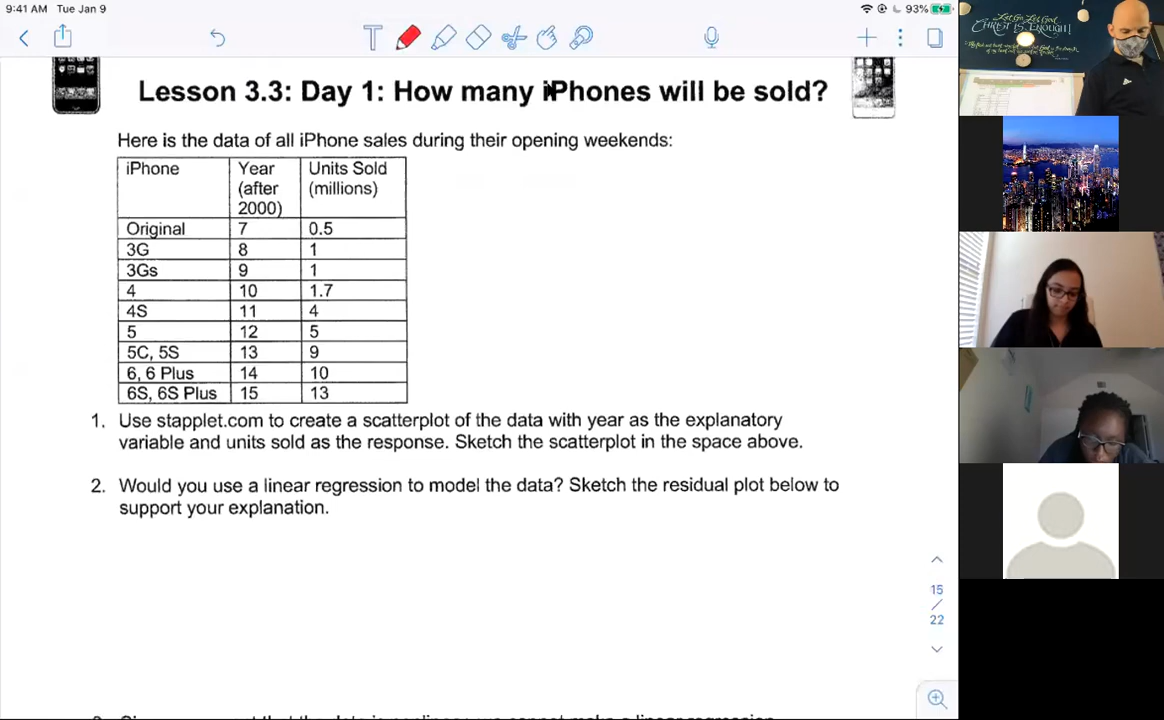 9:41 AM Tue Jan 9
93%
Lesson 3.3: Day 1: How many iPhones will be sold?
Here is the data of all iPhone sales during their opening weekends:
iPhone Year (after 2000) Units Sold (millions)
Original 7 0.5
3G 8 1
3Gs 9 1
4 10 1.7
4S 11 4
5 12 5
5C, 5S 13 9
6, 6 Plus 14 10
6S, 6S Plus 15 13
1. Use stapplet.com to create a scatterplot of the data with year as the explanatory
variable and units sold as the response. Sketch the scatterplot in the space above.
2. Would you use a linear regression to model the data? Sketch the residual plot below to
support your explanation.
15
/
22
Let Go, Let God
CHRIST IS ENOUGH!